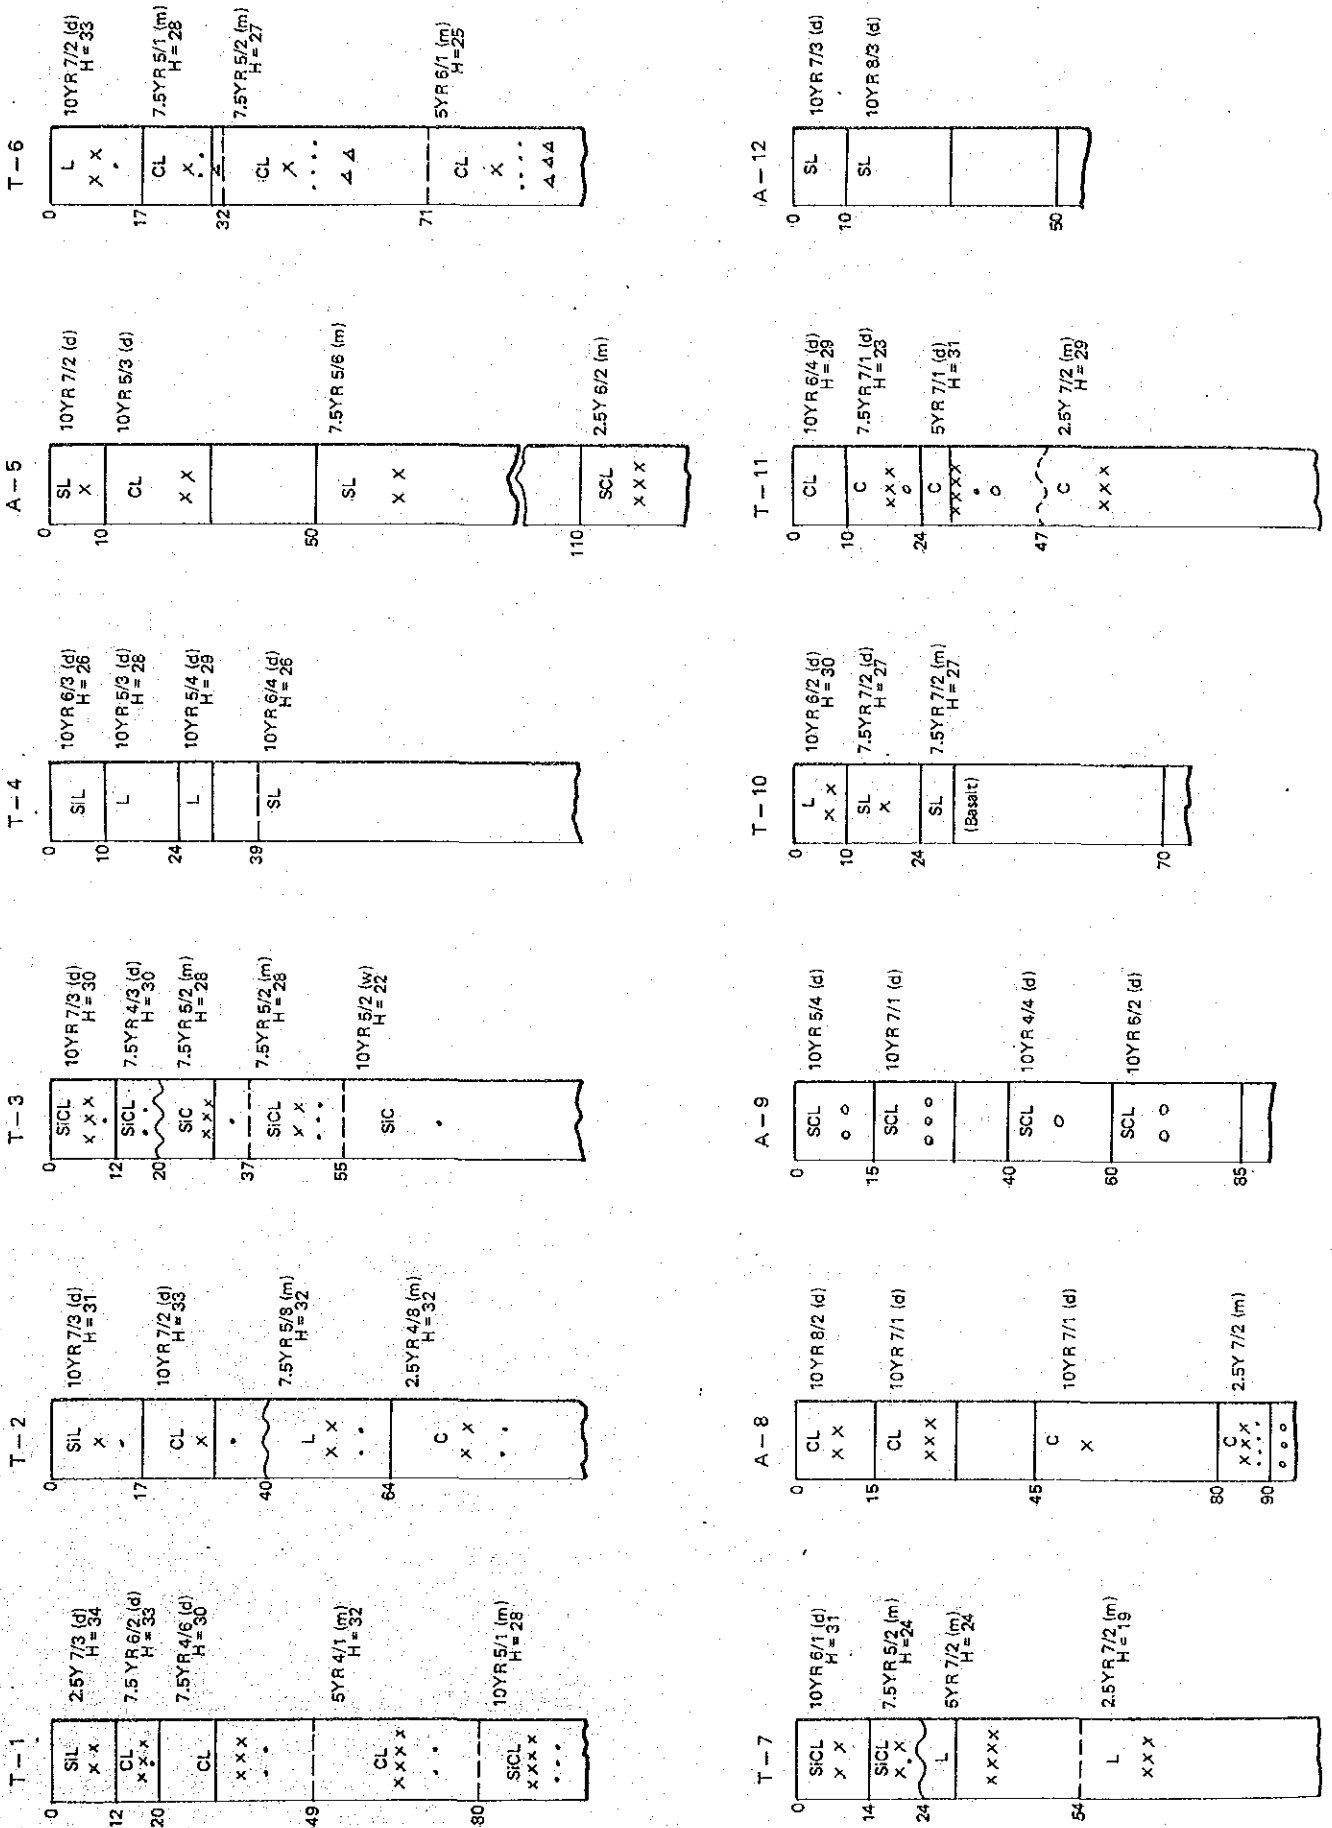 T-1
0
SiL
x x
2.5Y 7/3 (d)
H = 34
12
CL
x x x
7.5 YR 6/2 (d)
H = 33
20
CL
x x x
7.5YR 4/6 (d)
H = 30
49
CL
x x x x
5YR 4/1 (m)
H = 32
80
SiCL
x x x x
10YR 5/1 (m)
H = 28
T-2
0
SiL
x
10YR 7/3 (d)
H = 31
17
CL
x
10YR 7/2 (d)
H = 33
40
L
x x
7.5YR 5/8 (m)
H = 32
64
C
x x
2.5YR 4/8 (m)
H = 32
T-3
0
SiCL
x x x
10YR 7/3 (d)
H = 30
12
SiCL
7.5YR 4/3 (d)
H = 30
20
SiC
x x x
7.5YR 5/2 (m)
H = 28
37
SiCL
x x
7.5YR 5/2 (m)
H = 28
55
SiC
10YR 5/2 (w)
H = 22
T-4
0
SiL
10YR 6/3 (d)
H = 26
10
L
10YR 5/3 (d)
H = 28
24
L
10YR 5/4 (d)
H = 29
39
SL
10YR 6/4 (d)
H = 26
A-5
0
SL
x
10YR 7/2 (d)
10
CL
x x
10YR 5/3 (d)
50
SL
x x
7.5YR 5/6 (m)
110
SCL
x x x
2.5Y 6/2 (m)
T-6
0
L
x x
10YR 7/2 (d)
H = 33
17
CL
x
7.5YR 5/1 (m)
H = 28
32
CL
x
7.5YR 5/2 (m)
H = 27
71
CL
x
5YR 6/1 (m)
H = 25
T-7
0
SiCL
x x
10YR 6/1 (d)
H = 31
14
SiCL
x x
7.5YR 5/2 (m)
H = 24
24
L
x x x x
5YR 7/2 (m)
H = 24
54
L
x x x
2.5YR 7/2 (m)
H = 19
A-8
0
CL
x x
10YR 8/2 (d)
15
CL
x x x
10YR 7/1 (d)
45
C
x
10YR 7/1 (d)
80
C
x x x
2.5Y 7/2 (m)
90
A-9
0
SCL
10YR 5/4 (d)
15
SCL
10YR 7/1 (d)
40
SCL
10YR 4/4 (d)
60
SCL
10YR 6/2 (d)
85
T-10
0
L
x x
10YR 6/2 (d)
H = 30
10
SL
x
7.5YR 7/2 (d)
H = 27
24
SL
7.5YR 7/2 (m)
H = 27
(Basalt)
70
T-11
0
CL
10YR 6/4 (d)
H = 29
10
C
x x x
7.5YR 7/1 (d)
H = 23
24
C
x x x x
5YR 7/1 (d)
H = 31
47
C
x x x
2.5Y 7/2 (m)
H = 29
A-12
0
SL
10YR 7/3 (d)
10
SL
10YR 8/3 (d)
50